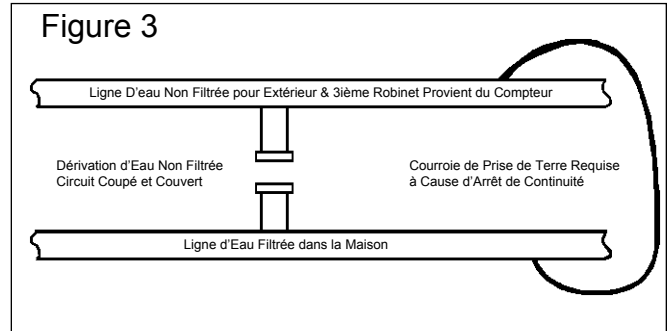 Figure 3
Ligne D'eau Non Filtrée pour Extérieur & 3ième Robinet Provient du Compteur
Dérivation d'Eau Non Filtrée
Circuit Coupé et Couvert
Courroie de Prise de Terre Requise
à Cause d'Arrêt de Continuité
Ligne d'Eau Filtrée dans la Maison